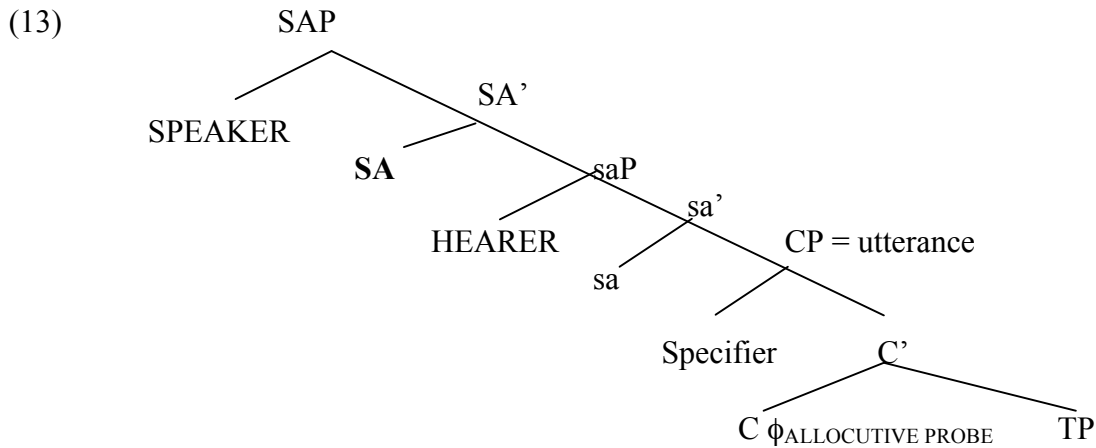 (13) SAP
SA’
SPEAKER
SA
saP
sa’
HEARER
CP = utterance
sa
Specifier C’
C ϕALLOCUTIVE PROBE TP